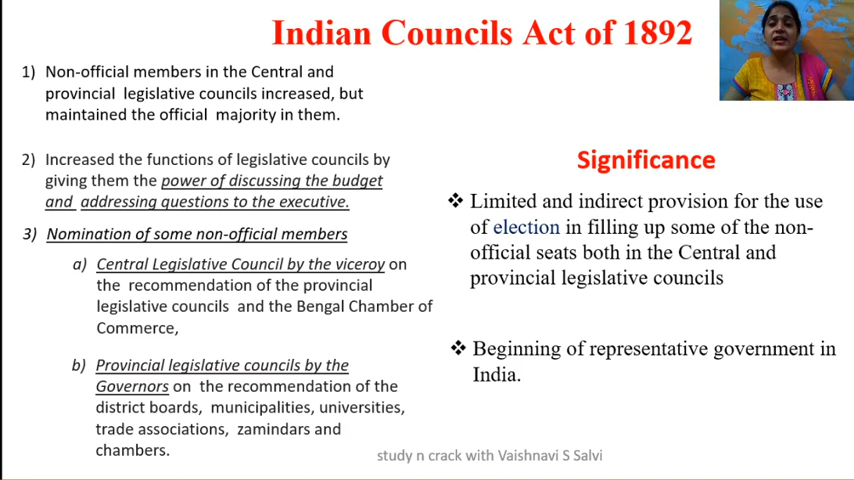 Indian Councils Act of 1892
1) Non-official members in the Central and
provincial legislative councils increased, but
maintained the official majority in them.
2) Increased the functions of legislative councils by
giving them the power of discussing the budget
and addressing questions to the executive.
3) Nomination of some non-official members
a) Central Legislative Council by the viceroy on
the recommendation of the provincial
legislative councils and the Bengal Chamber of
Commerce,
b) Provincial legislative councils by the
Governors on the recommendation of the
district boards, municipalities, universities,
trade associations, zamindars and
chambers.
Significance
❖ Limited and indirect provision for the use
of election in filling up some of the non-
official seats both in the Central and
provincial legislative councils
❖ Beginning of representative government in
India.
study n crack with Vaishnavi S Salvi